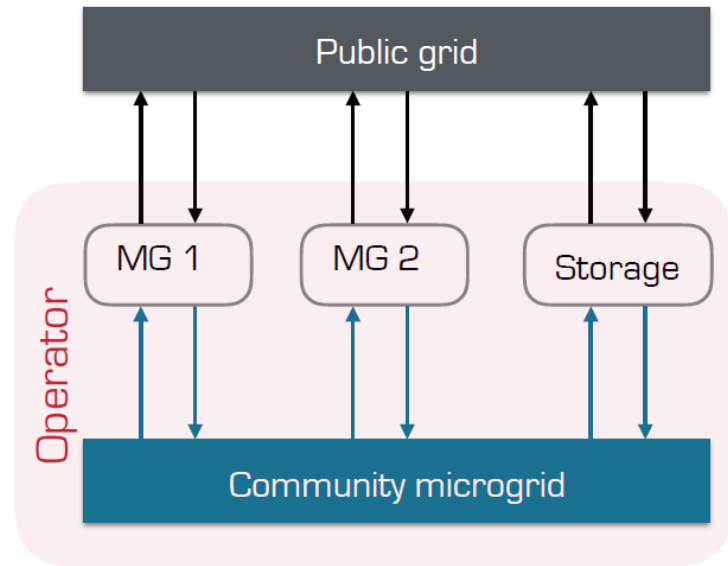 Public grid
MG 1
MG 2
Storage
Operator
Community microgrid